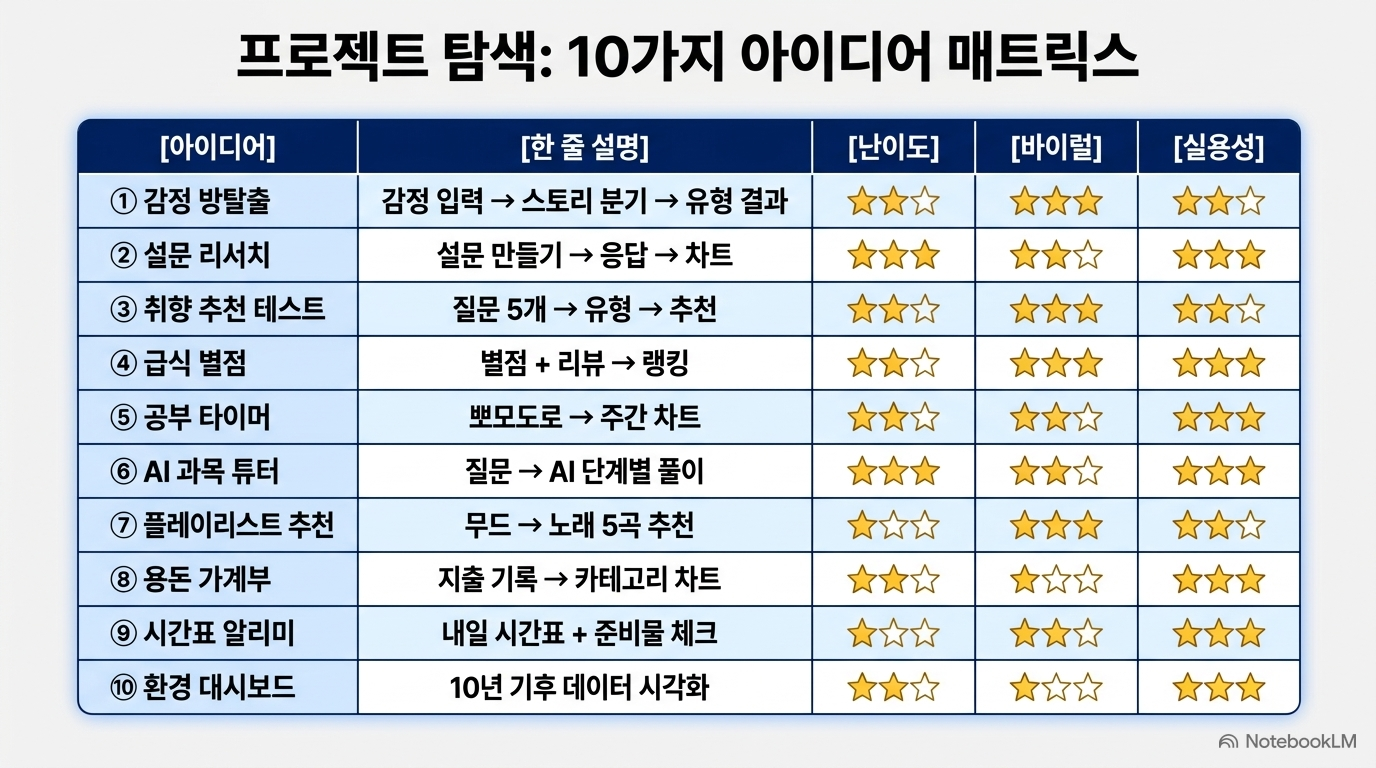 프로젝트 탐색: 10가지 아이디어 매트릭스
[아이디어] [한 줄 설명] [난이도] [바이럴] [실용성]
① 감정 방탈출 감정 입력 → 스토리 분기 → 유형 결과 ★★☆ ★★★ ★★☆
② 설문 리서치 설문 만들기 → 응답 → 차트 ★★★ ★★☆ ★★★
③ 취향 추천 테스트 질문 5개 → 유형 → 추천 ★★☆ ★★★ ★★☆
④ 급식 별점 별점 + 리뷰 → 랭킹 ★★☆ ★★★ ★★★
⑤ 공부 타이머 뽀모도로 → 주간 차트 ★★☆ ★★☆ ★★★
⑥ AI 과목 튜터 질문 → AI 단계별 풀이 ★★★ ★★☆ ★★★
⑦ 플레이리스트 추천 무드 → 노래 5곡 추천 ★☆☆ ★★★ ★★☆
⑧ 용돈 가계부 지출 기록 → 카테고리 차트 ★★☆ ★☆☆ ★★★
⑨ 시간표 알리미 내일 시간표 + 준비물 체크 ★☆☆ ★★☆ ★★★
⑩ 환경 대시보드 10년 기후 데이터 시각화 ★★☆ ★☆☆ ★★★
NotebookLM